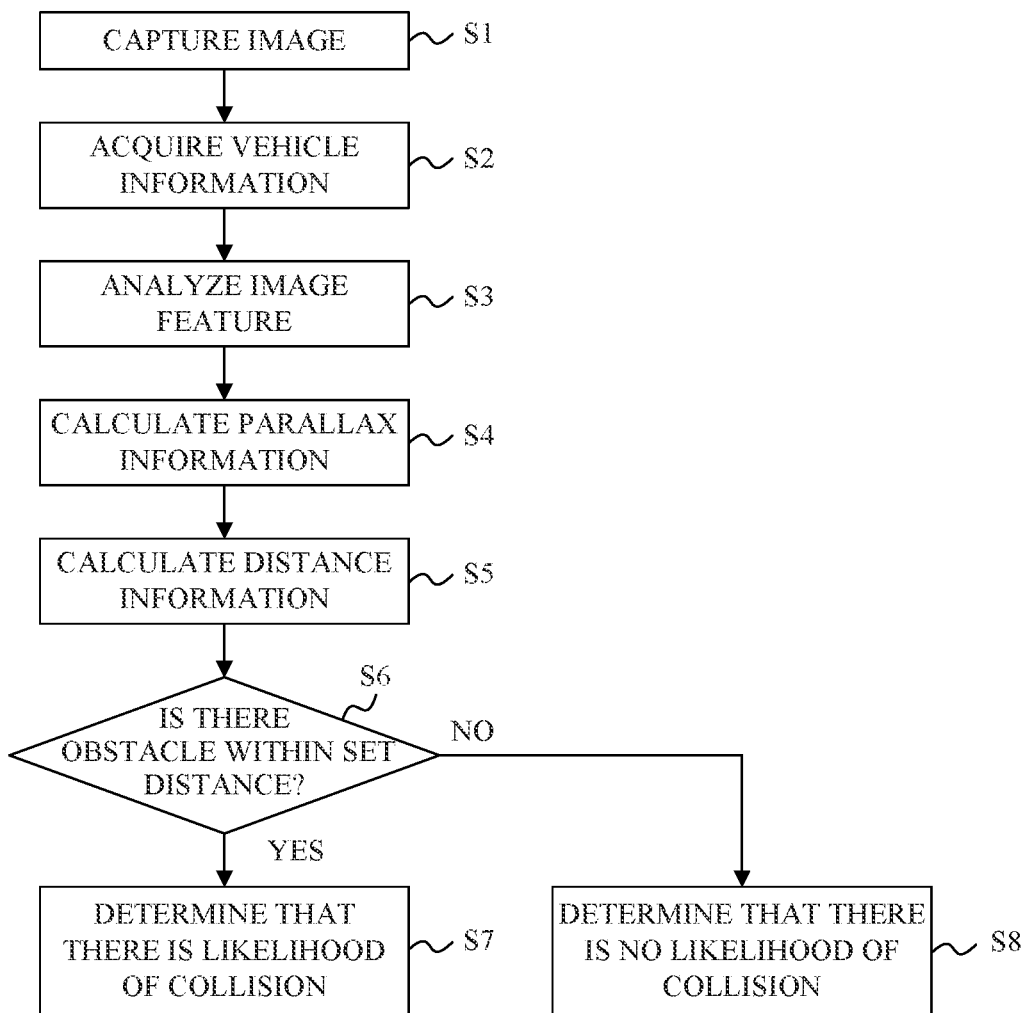 CAPTURE IMAGE
S1
ACQUIRE VEHICLE
INFORMATION
S2
ANALYZE IMAGE
FEATURE
S3
CALCULATE PARALLAX
INFORMATION
S4
CALCULATE DISTANCE
INFORMATION
S5
S6
IS THERE
OBSTACLE WITHIN SET
DISTANCE?
NO
YES
DETERMINE THAT
THERE IS LIKELIHOOD
OF COLLISION
S7
DETERMINE THAT THERE
IS NO LIKELIHOOD OF
COLLISION
S8